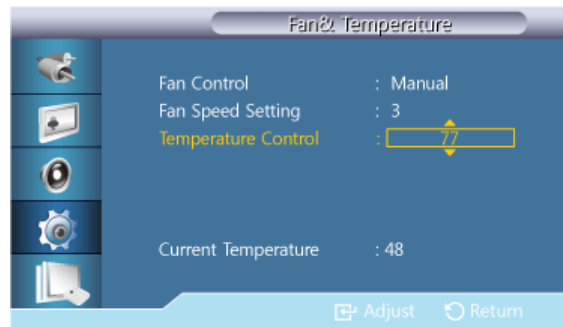 Fan& Temperature
Fan Control : Manual
Fan Speed Setting : 3
Temperature Control : 77
Current Temperature : 48
Adjust Return